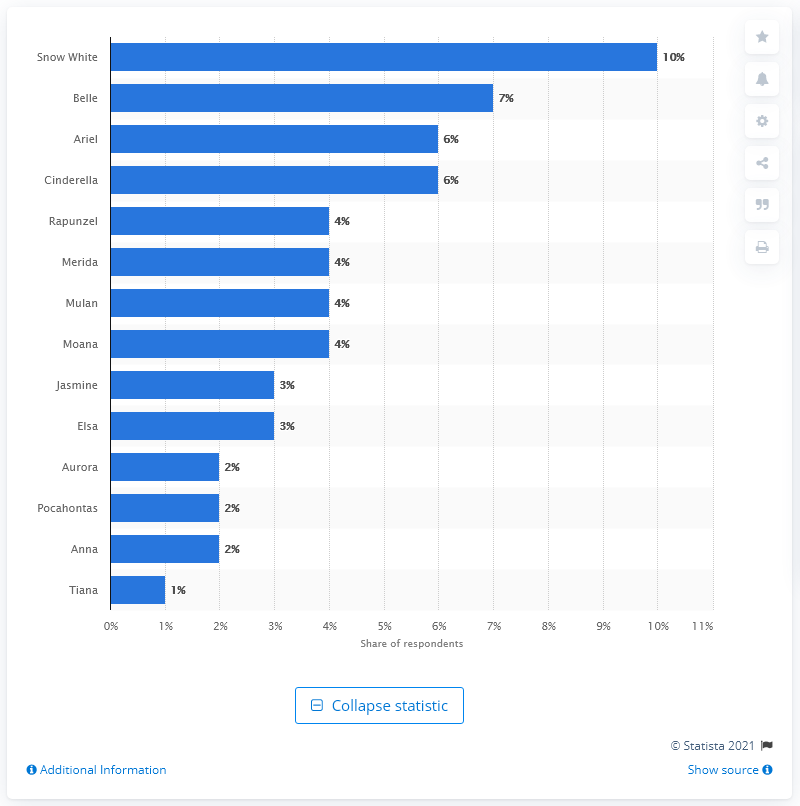 Snow White 10%
Belle 7%
Ariel 6%
Cinderella 6%
Rapunzel 4%
Merida 4%
Mulan 4%
Moana 4%
Jasmine 3%
Elsa 3%
Aurora 2%
Pocahontas 2%
Anna 2%
Tiana 1%
0% 1% 2% 3% 4% 5% 6% 7% 8% 9% 10% 11%
Share of respondents
Collapse statistic
© Statista 2021
Additional Information Show source